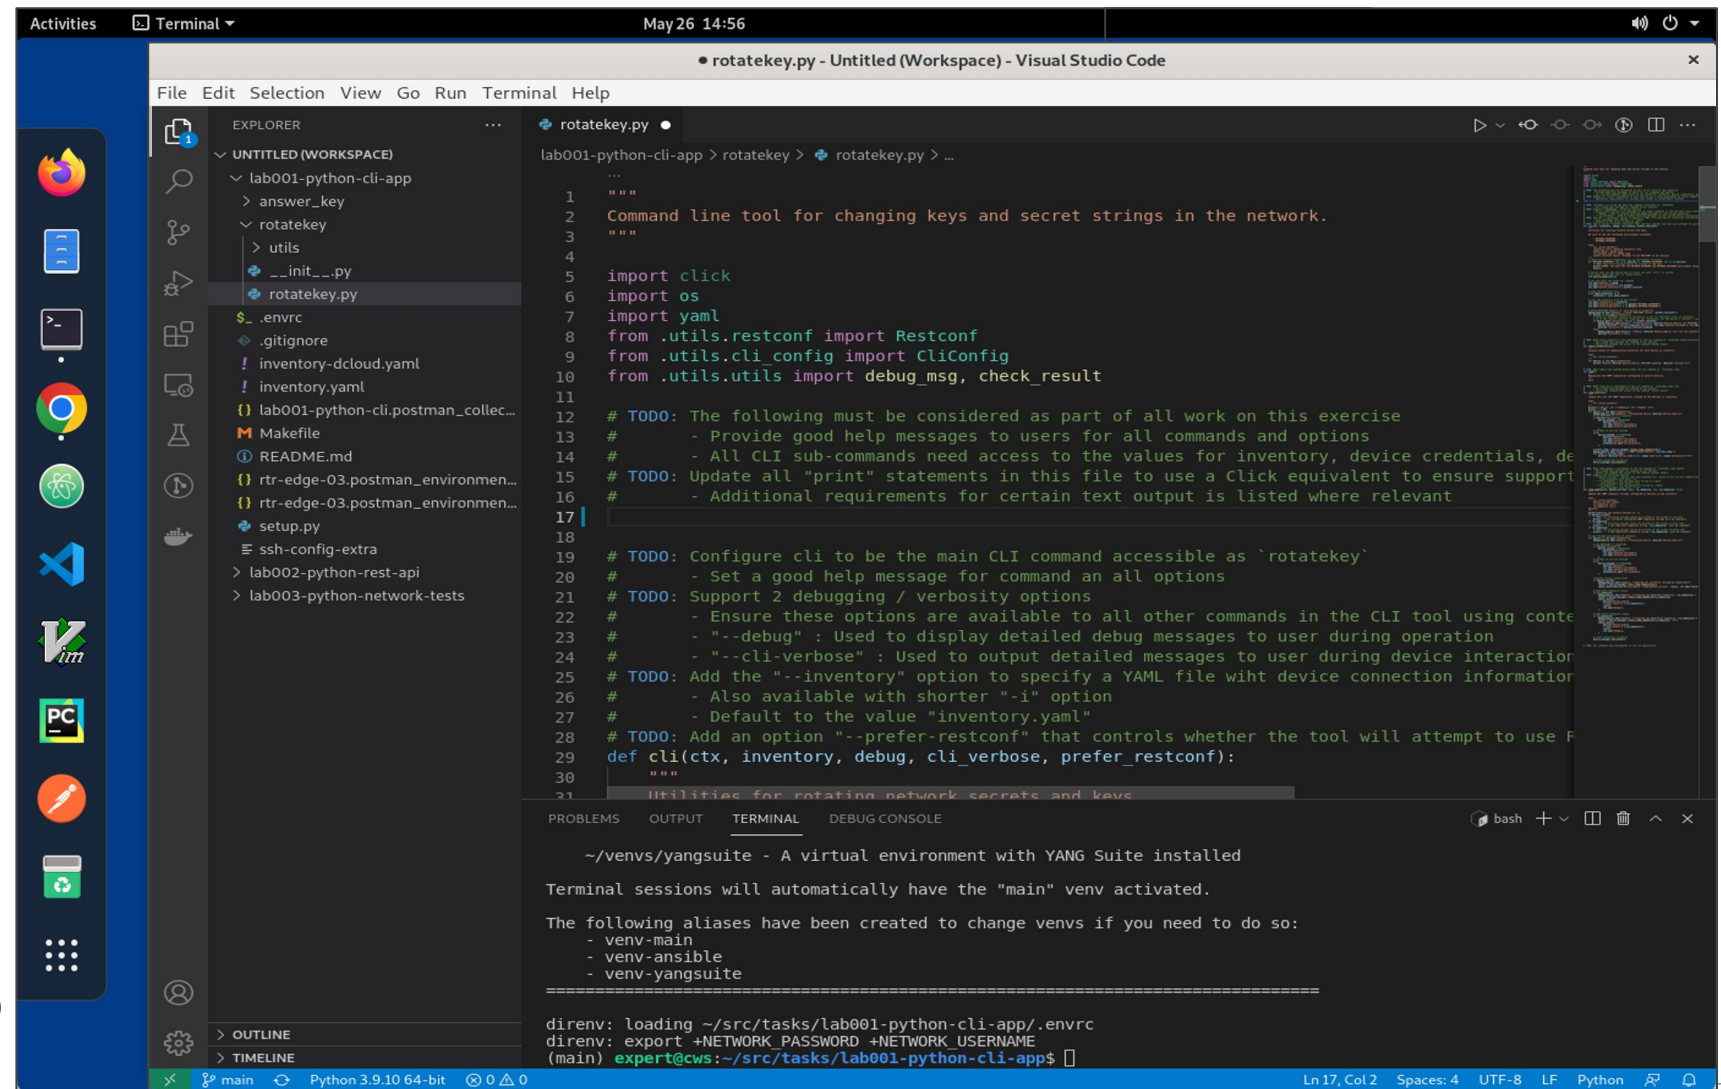 Activities Terminal May 26 14:56
● rotatekey.py - Untitled (Workspace) - Visual Studio Code ×
File Edit Selection View Go Run Terminal Help
EXPLORER ...
1
UNTITLED (WORKSPACE)
lab001-python-cli-app
answer_key
rotatekey
utils
__init__.py
rotatekey.py
$_ .envrc
.gitignore
! inventory-dcloud.yaml
! inventory.yaml
{} lab001-python-cli.postman_collec...
M Makefile
README.md
{} rtr-edge-03.postman_environmen...
{} rtr-edge-03.postman_environmen...
setup.py
ssh-config-extra
lab002-python-rest-api
lab003-python-network-tests
OUTLINE
TIMELINE
Vim
PC
rotatekey.py ●
lab001-python-cli-app > rotatekey > rotatekey.py > ...
...
1 """
2 Command line tool for changing keys and secret strings in the network.
3 """
4
5 import click
6 import os
7 import yaml
8 from .utils.restconf import Restconf
9 from .utils.cli_config import CliConfig
10 from .utils.utils import debug_msg, check_result
11
12 # TODO: The following must be considered as part of all work on this exercise
13 # - Provide good help messages to users for all commands and options
14 # - All CLI sub-commands need access to the values for inventory, device credentials, de
15 # TODO: Update all "print" statements in this file to use a Click equivalent to ensure support
16 # - Additional requirements for certain text output is listed where relevant
17
18
19 # TODO: Configure cli to be the main CLI command accessible as `rotatekey`
20 # - Set a good help message for command an all options
21 # TODO: Support 2 debugging / verbosity options
22 # - Ensure these options are available to all other commands in the CLI tool using conte
23 # - "--debug" : Used to display detailed debug messages to user during operation
24 # - "--cli-verbose" : Used to output detailed messages to user during device interaction
25 # TODO: Add the "--inventory" option to specify a YAML file wiht device connection information
26 # - Also available with shorter "-i" option
27 # - Default to the value "inventory.yaml"
28 # TODO: Add an option "--prefer-restconf" that controls whether the tool will attempt to use R
29 def cli(ctx, inventory, debug, cli_verbose, prefer_restconf):
30 """
31 Utilities for rotating network secrets and keys
PROBLEMS OUTPUT TERMINAL DEBUG CONSOLE bash
~/venvs/yangsuite - A virtual environment with YANG Suite installed
Terminal sessions will automatically have the "main" venv activated.
The following aliases have been created to change venvs if you need to do so:
- venv-main
- venv-ansible
- venv-yangsuite
===============================================================================
direnv: loading ~/src/tasks/lab001-python-cli-app/.envrc
direnv: export +NETWORK_PASSWORD +NETWORK_USERNAME
(main) expert@cws:~/src/tasks/lab001-python-cli-app$
main Python 3.9.10 64-bit 0 0 Ln 17, Col 2 Spaces: 4 UTF-8 LF Python